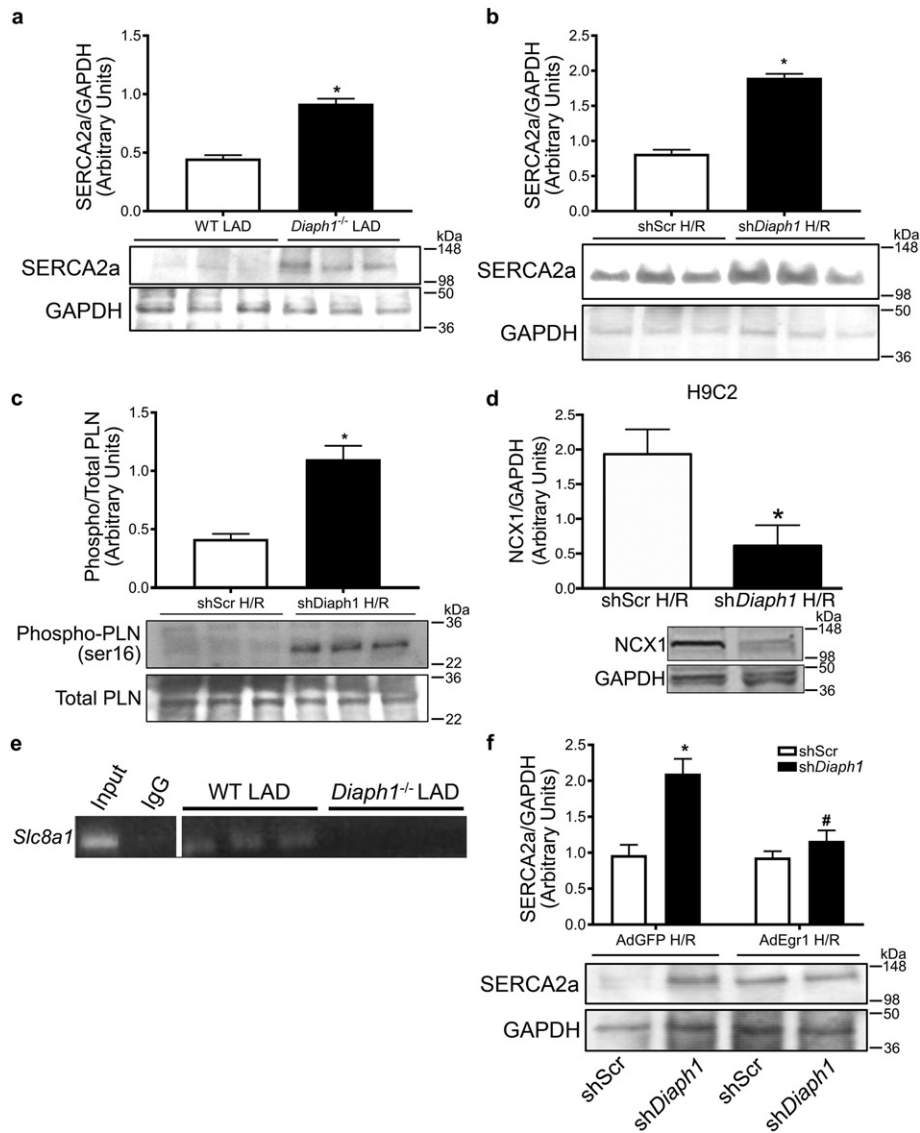 a
SERCA2a/GAPDH
(Arbitrary Units)
1.5
1.0
0.5
0.0
*
WT LAD
Diaph1-/- LAD
kDa
SERCA2a
148
98
GAPDH
50
36
b
SERCA2a/GAPDH
(Arbitrary Units)
2.5
2.0
1.5
1.0
0.5
0.0
*
shScr H/R
shDiaph1 H/R
kDa
SERCA2a
148
98
GAPDH
50
36
c
Phospho/Total PLN
(Arbitrary Units)
1.5
1.0
0.5
0.0
*
shScr H/R
shDiaph1 H/R
kDa
Phospho-PLN
(ser16)
36
22
Total PLN
36
22
d
H9C2
NCX1/GAPDH
(Arbitrary Units)
2.5
2.0
1.5
1.0
0.5
0.0
*
shScr H/R
shDiaph1 H/R
kDa
NCX1
148
98
GAPDH
50
36
e
Input
IgG
WT LAD
Diaph1-/- LAD
Slc8a1
f
SERCA2a/GAPDH
(Arbitrary Units)
2.5
2.0
1.5
1.0
0.5
0.0
*
#
shScr
shDiaph1
AdGFP H/R
AdEgr1 H/R
kDa
SERCA2a
148
98
GAPDH
50
36
shScr
shDiaph1
shScr
shDiaph1